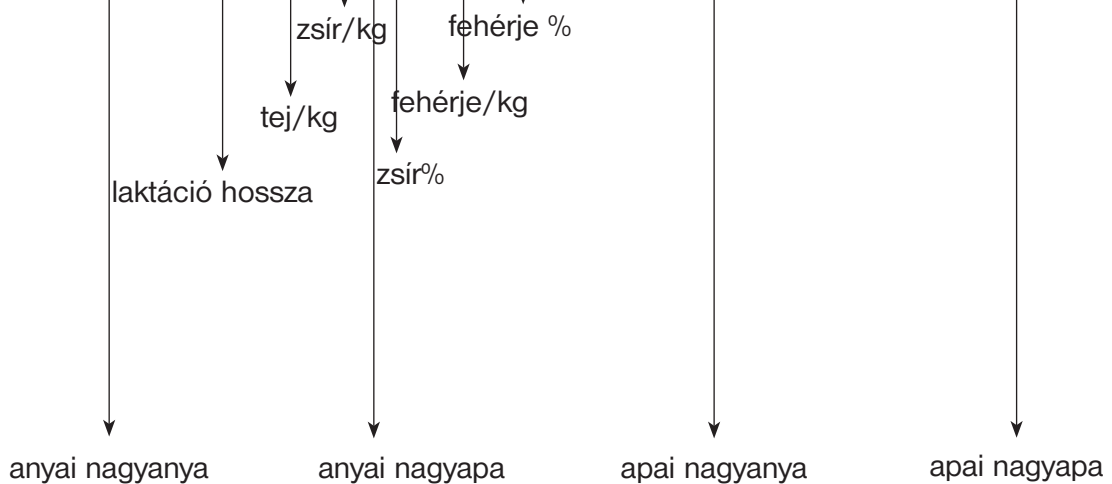 zsír/kg fehérje %
tej/kg fehérje/kg
zsír%
laktáció hossza
anyai nagyanya anyai nagyapa apai nagyanya apai nagyapa